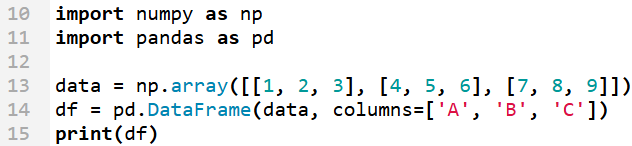 10 import numpy as np
11 import pandas as pd
12
13 data = np.array([[1, 2, 3], [4, 5, 6], [7, 8, 9]])
14 df = pd.DataFrame(data, columns=['A', 'B', 'C'])
15 print(df)